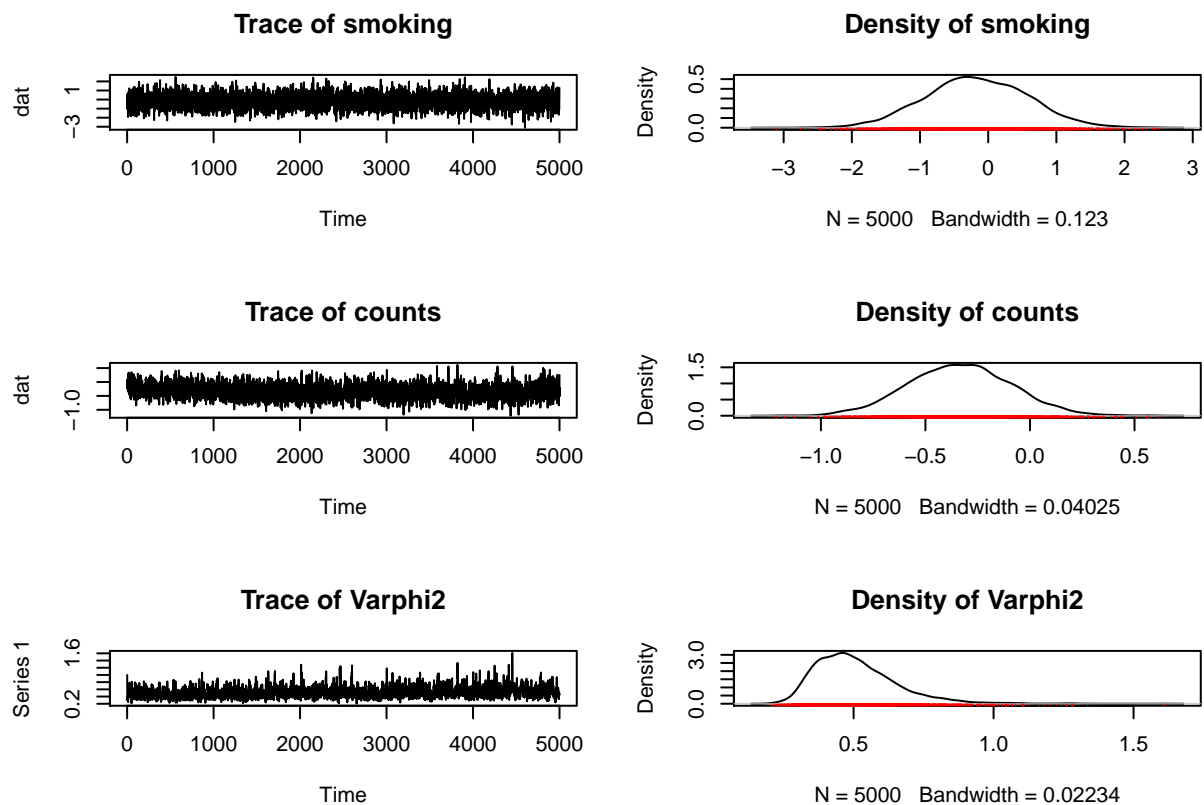 Trace of smoking
dat
1
−3
0 1000 2000 3000 4000 5000
Time
Density of smoking
Density
0.5
0.0
−3 −2 −1 0 1 2 3
N = 5000 Bandwidth = 0.123
Trace of counts
dat
−1.0
0 1000 2000 3000 4000 5000
Time
Density of counts
Density
1.5
0.0
−1.0 −0.5 0.0 0.5
N = 5000 Bandwidth = 0.04025
Trace of Varphi2
Series 1
1.6
0.2
0 1000 2000 3000 4000 5000
Time
Density of Varphi2
Density
3.0
0.0
0.5 1.0 1.5
N = 5000 Bandwidth = 0.02234